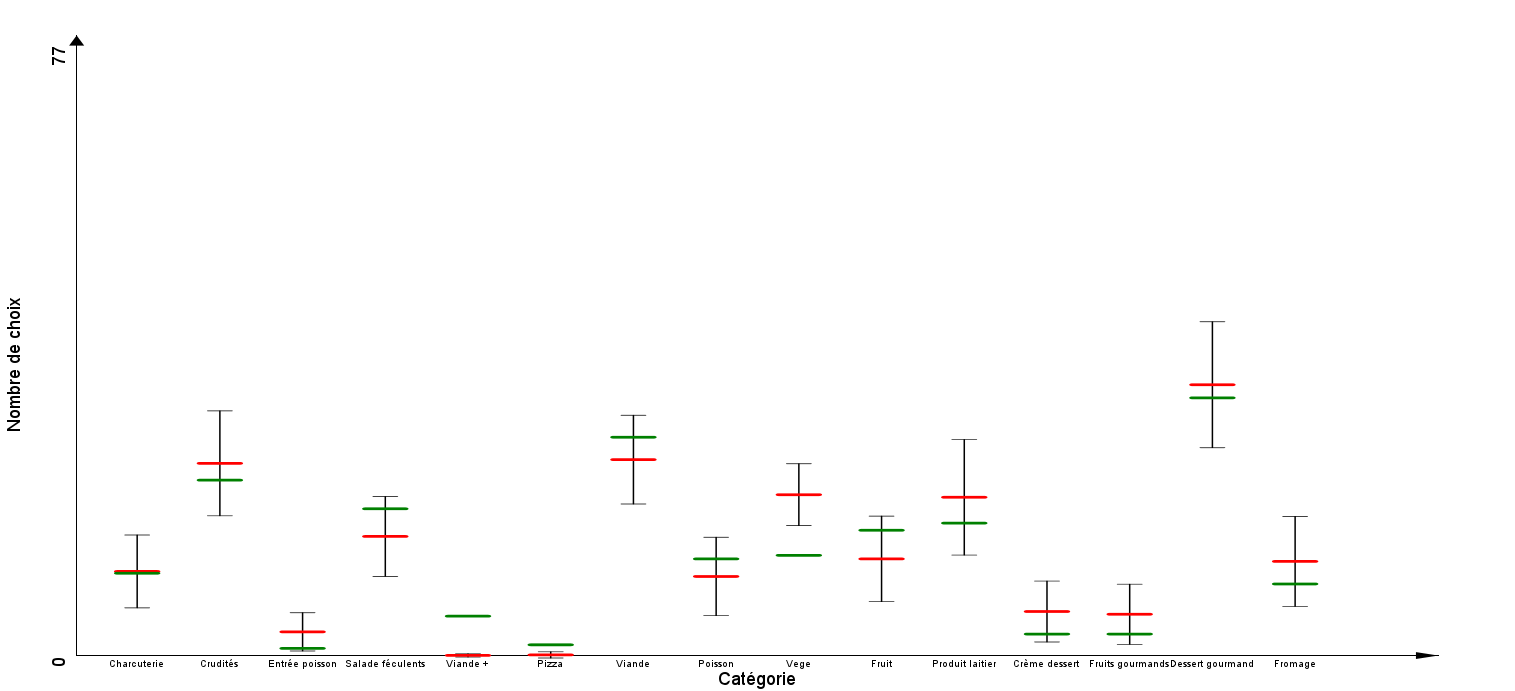 77
Nombre de choix
0
Charcuterie Crudités Entrée poisson Salade féculents Viande + Pizza Viande Poisson Vege Fruit Produit laitier Crème dessert Fruits gourmands Dessert gourmand Fromage
Catégorie